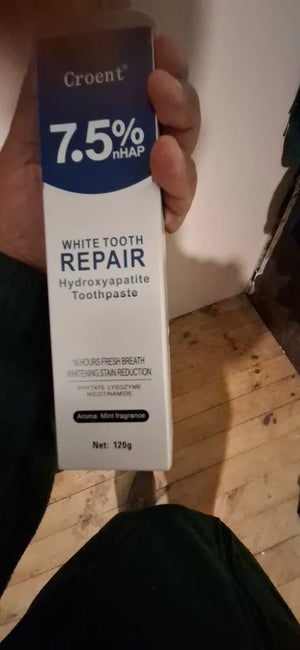 Croent®
7.5%
nHAP
WHITE TOOTH
REPAIR
Hydroxyapatite
Toothpaste
16 HOURS FRESH BREATH
WHITENING STAIN REDUCTION
PHYTATE LYSOZYME
NICOTINAMIDE
Aroma: Mint fragrance
Net: 120g